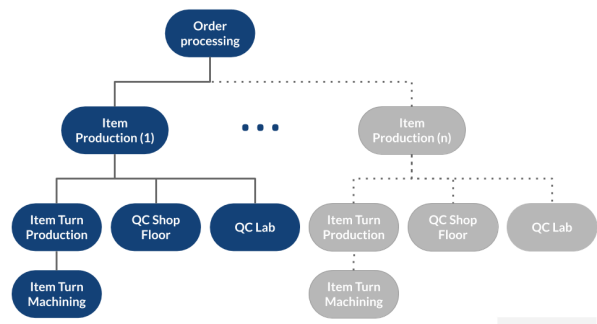 Order
processing
Item
Production (1)
Item
Production (n)
Item Turn
Production
QC Shop
Floor
QC Lab
Item Turn
Production
QC Shop
Floor
QC Lab
Item Turn
Machining
Item Turn
Machining